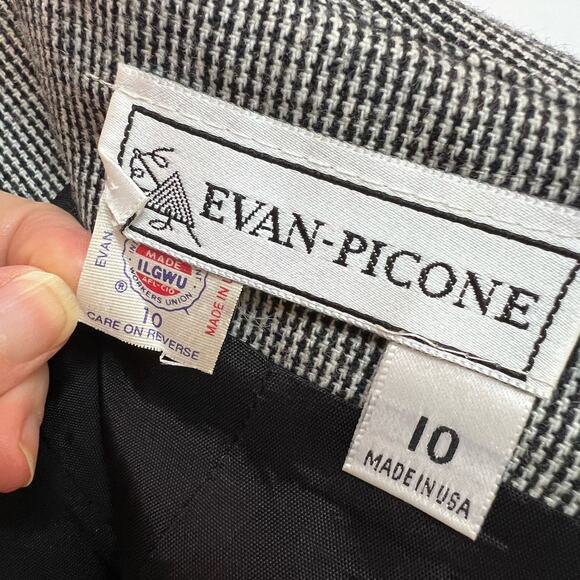 EVAN-PICONE
10
MADE IN USA
EVAN
MADE
ILGWU
AFL-CIO
WORKERS UNION
®
10
CARE ON REVERSE
MADE IN U